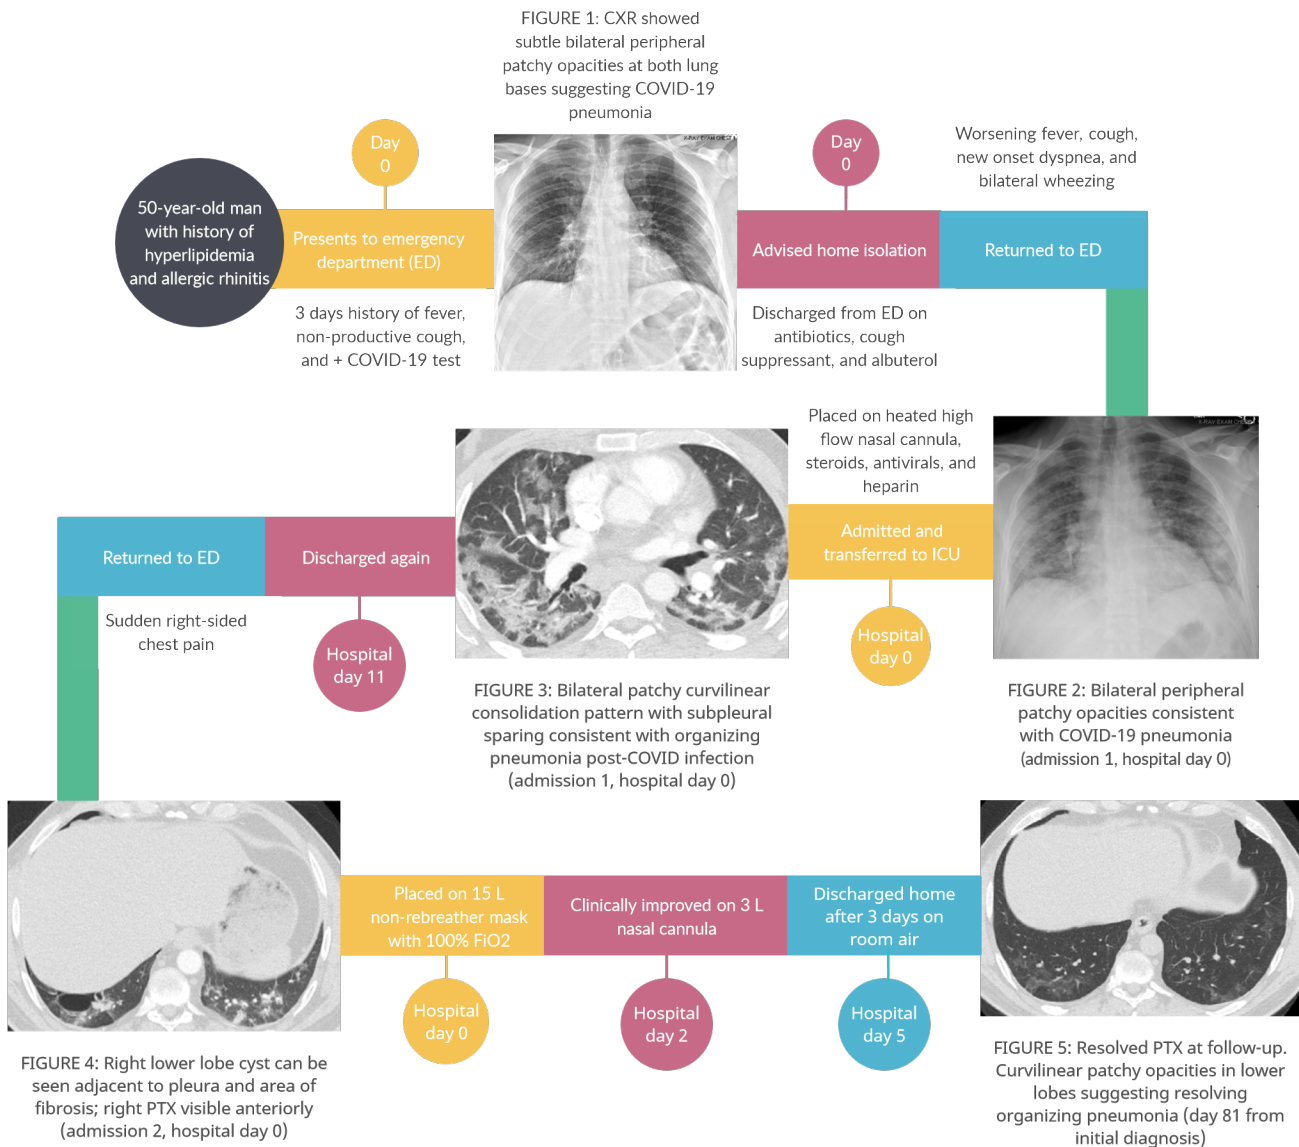 FIGURE 1: CXR showed
subtle bilateral peripheral
patchy opacities at both lung
bases suggesting COVID-19
pneumonia
50-year-old man
with history of
hyperlipidemia
and allergic rhinitis
Day
0
Presents to emergency
department (ED)
3 days history of fever,
non-productive cough,
and + COVID-19 test
X-RAY EXAM CHEST
Day
0
Advised home isolation
Discharged from ED on
antibiotics, cough
suppressant, and albuterol
Worsening fever, cough,
new onset dyspnea, and
bilateral wheezing
Returned to ED
X-RAY EXAM CHEST
FIGURE 2: Bilateral peripheral
patchy opacities consistent
with COVID-19 pneumonia
(admission 1, hospital day 0)
Placed on heated high
flow nasal cannula,
steroids, antivirals, and
heparin
Admitted and
transferred to ICU
Hospital
day 0
FIGURE 3: Bilateral patchy curvilinear
consolidation pattern with subpleural
sparing consistent with organizing
pneumonia post-COVID infection
(admission 1, hospital day 0)
Discharged again
Hospital
day 11
Returned to ED
Sudden right-sided
chest pain
FIGURE 4: Right lower lobe cyst can be
seen adjacent to pleura and area of
fibrosis; right PTX visible anteriorly
(admission 2, hospital day 0)
Placed on 15 L
non-rebreather mask
with 100% FiO2
Hospital
day 0
Clinically improved on 3 L
nasal cannula
Hospital
day 2
Discharged home
after 3 days on
room air
Hospital
day 5
FIGURE 5: Resolved PTX at follow-up.
Curvilinear patchy opacities in lower
lobes suggesting resolving
organizing pneumonia (day 81 from
initial diagnosis)